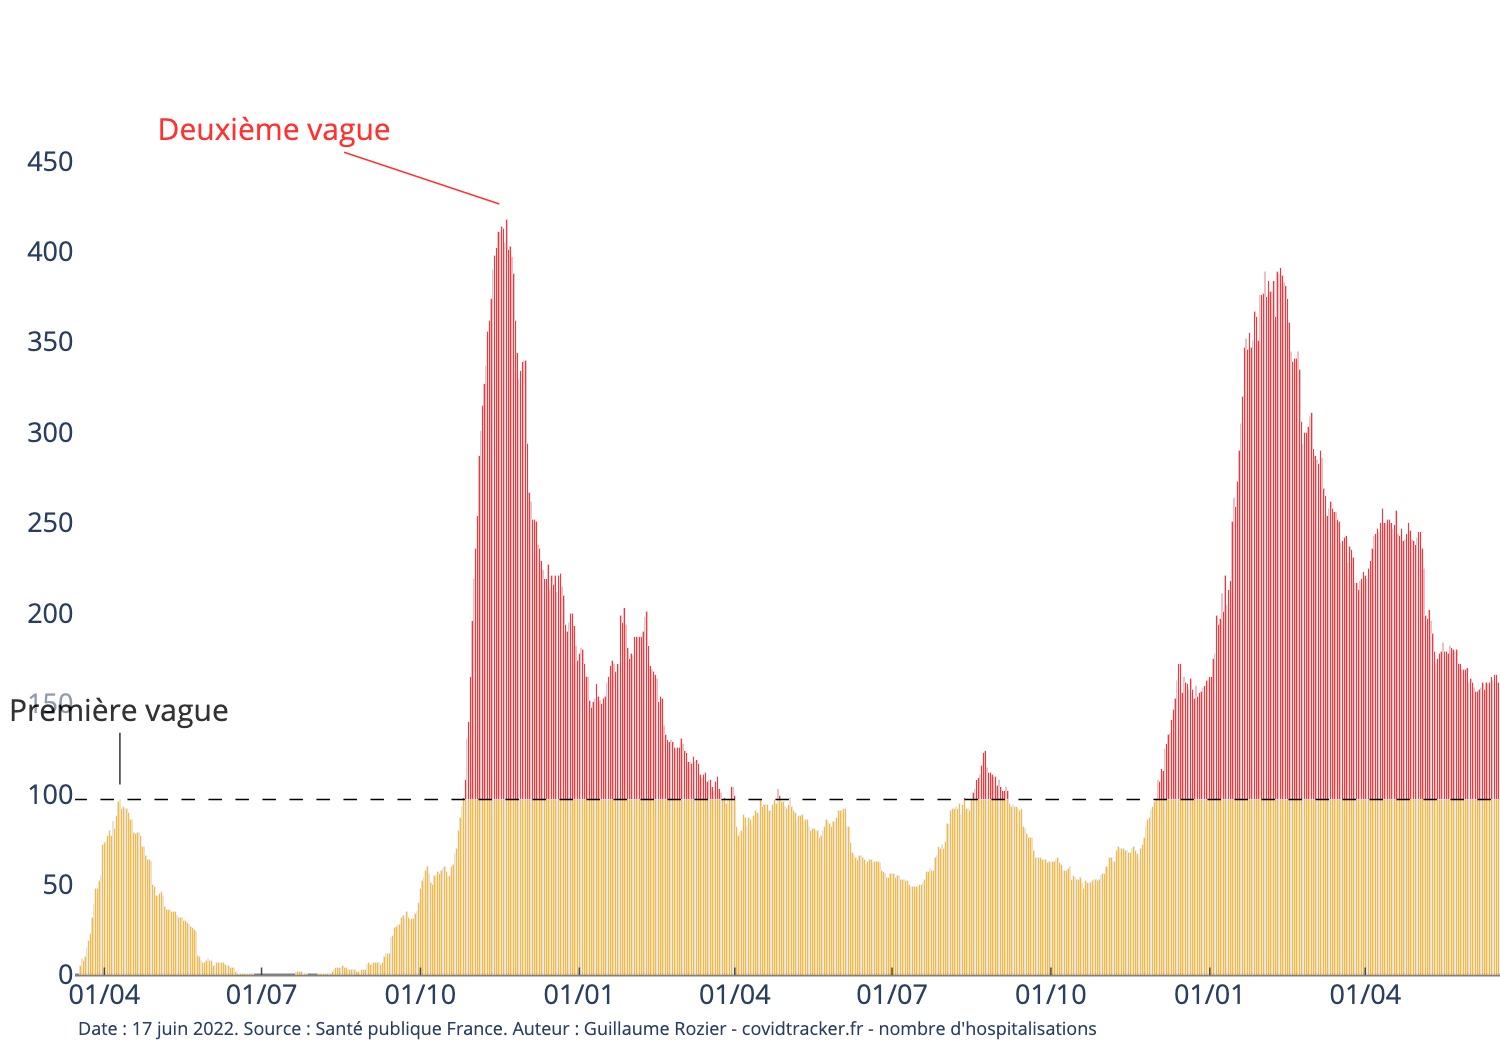 Deuxième vague
450
400
350
300
250
200
150
Première vague
100
50
0
01/04 01/07 01/10 01/01 01/04 01/07 01/10 01/01 01/04
Date : 17 juin 2022. Source : Santé publique France. Auteur : Guillaume Rozier - covidtracker.fr - nombre d'hospitalisations